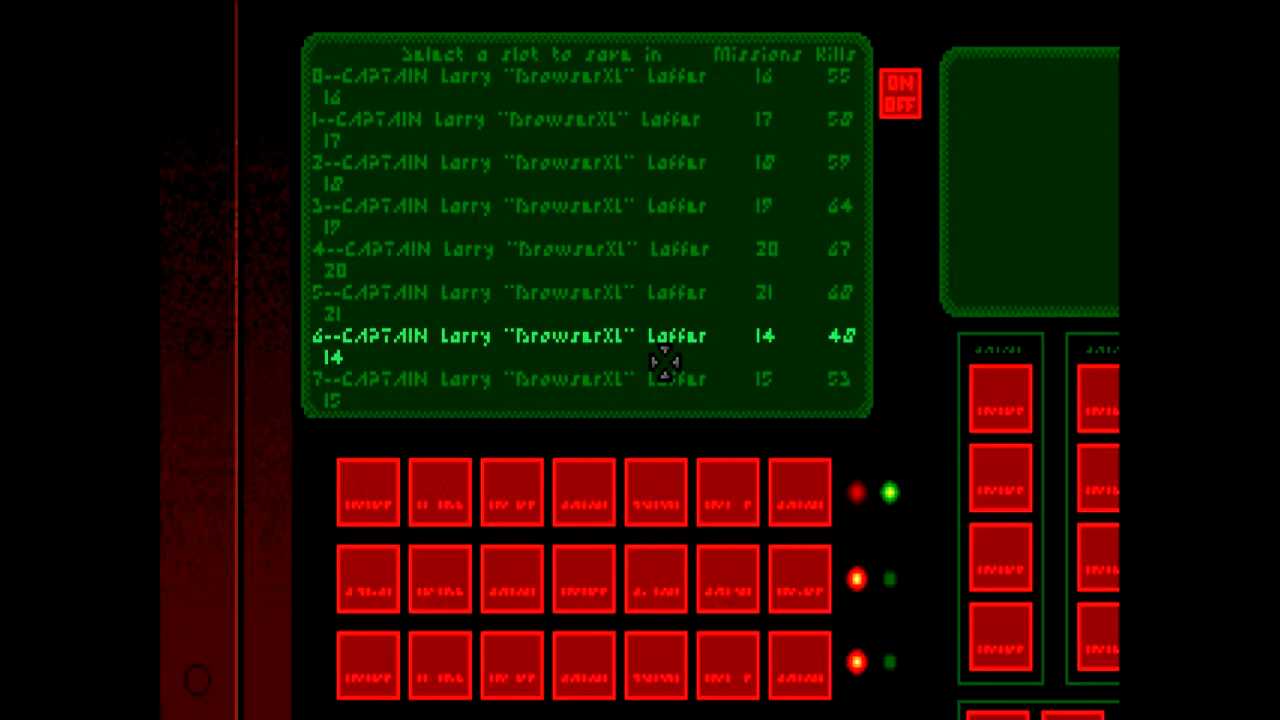 Select a slot to save in Missions Kills
0--CAPTAIN Larry "BrowserXL" Laffer 16 55
16
1--CAPTAIN Larry "BrowserXL" Laffer 17 58
17
2--CAPTAIN Larry "BrowserXL" Laffer 18 59
18
3--CAPTAIN Larry "BrowserXL" Laffer 19 64
19
4--CAPTAIN Larry "BrowserXL" Laffer 20 67
20
5--CAPTAIN Larry "BrowserXL" Laffer 21 68
21
6--CAPTAIN Larry "BrowserXL" Laffer 14 48
14
7--CAPTAIN Larry "BrowserXL" Laffer 15 53
15
ON
OFF